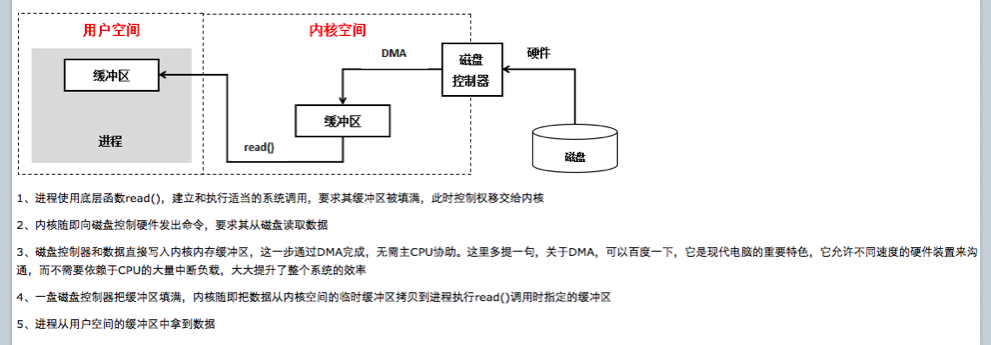 用户空间
内核空间
DMA
磁盘
控制器
硬件
缓冲区
缓冲区
进程
read()
磁盘
1、进程使用底层函数read()，建立和执行适当的系统调用，要求其缓冲区被填满，此时控制权移交给内核
2、内核随即向磁盘控制硬件发出命令，要求其从磁盘读取数据
3、磁盘控制器和数据直接写入内核内存缓冲区，这一步通过DMA完成，无需主CPU协助。这里多提一句，关于DMA，可以百度一下，它是现代电脑的重要特色，它允许不同速度的硬件装置来沟
通，而不需要依赖于CPU的大量中断负载，大大提升了整个系统的效率
4、一盘磁盘控制器把缓冲区填满，内核随即把数据从内核空间的临时缓冲区拷贝到进程执行read()调用时指定的缓冲区
5、进程从用户空间的缓冲区中拿到数据